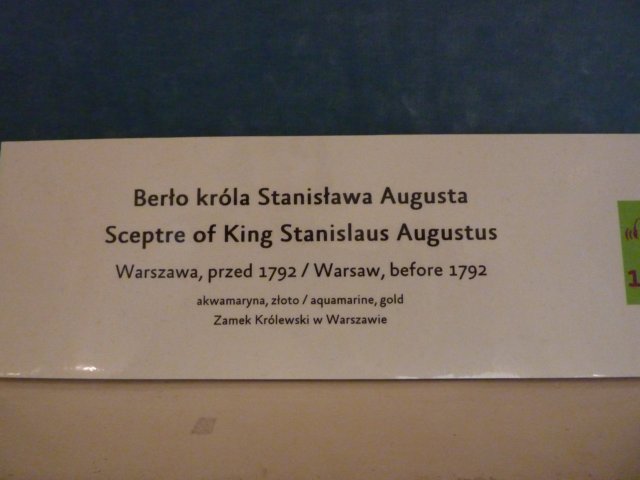 Berło króla Stanisława Augusta
Sceptre of King Stanislaus Augustus
Warszawa, przed 1792 / Warsaw, before 1792
akwamaryna, złoto / aquamarine, gold
Zamek Królewski w Warszawie